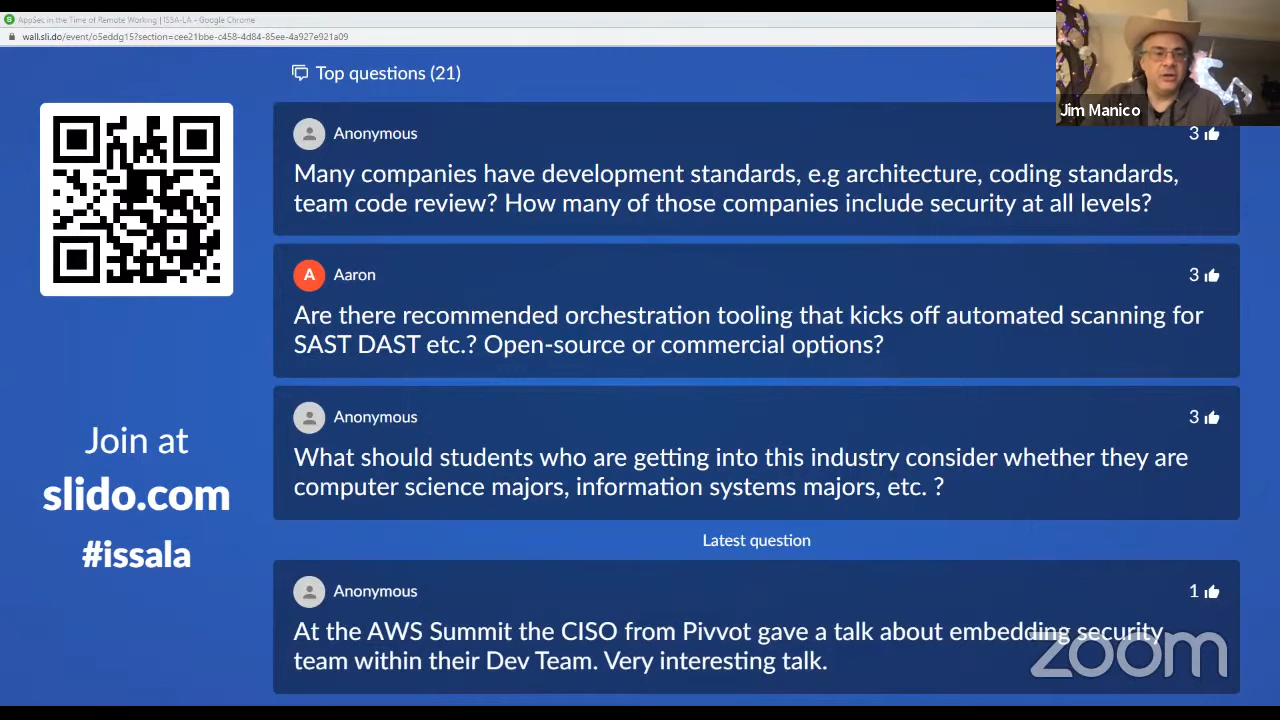 AppSec in the Time of Remote Working | ISSA-LA - Google Chrome
wall.sli.do/event/o5eddg15?section=cee21bbe-c458-4d84-85ee-4a927e921a09
Top questions (21)
Jim Manico
Anonymous
3
Many companies have development standards, e.g architecture, coding standards,
team code review? How many of those companies include security at all levels?
A
Aaron
3
Are there recommended orchestration tooling that kicks off automated scanning for
SAST DAST etc.? Open-source or commercial options?
Anonymous
3
What should students who are getting into this industry consider whether they are
computer science majors, information systems majors, etc. ?
Join at
slido.com
#issala
Latest question
Anonymous
1
At the AWS Summit the CISO from Pivvot gave a talk about embedding security
team within their Dev Team. Very interesting talk.
zoom